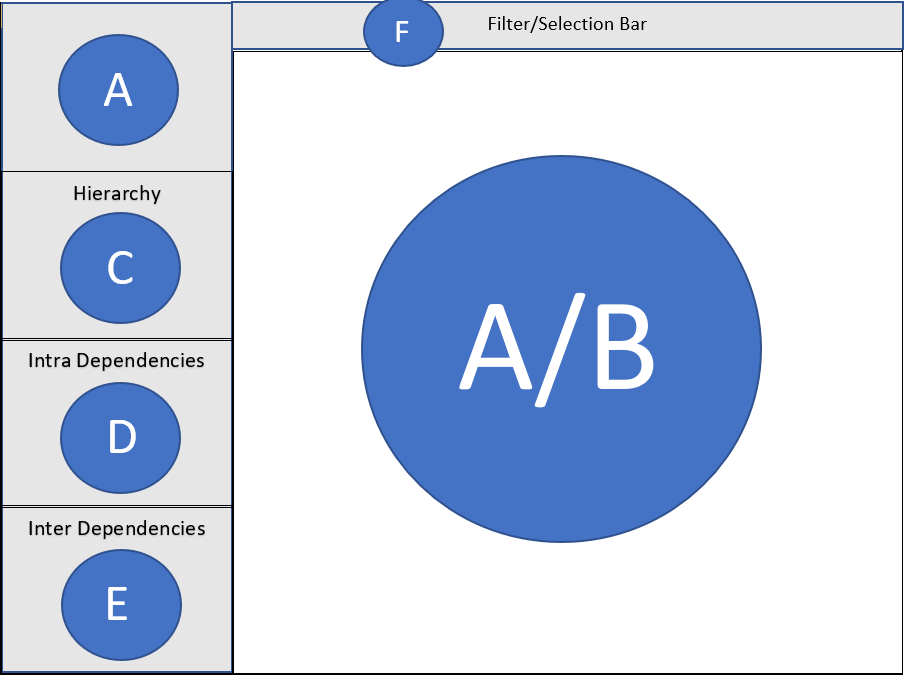 F
Filter/Selection Bar
A
Hierarchy
C
Intra Dependencies
D
Inter Dependencies
E
A/B